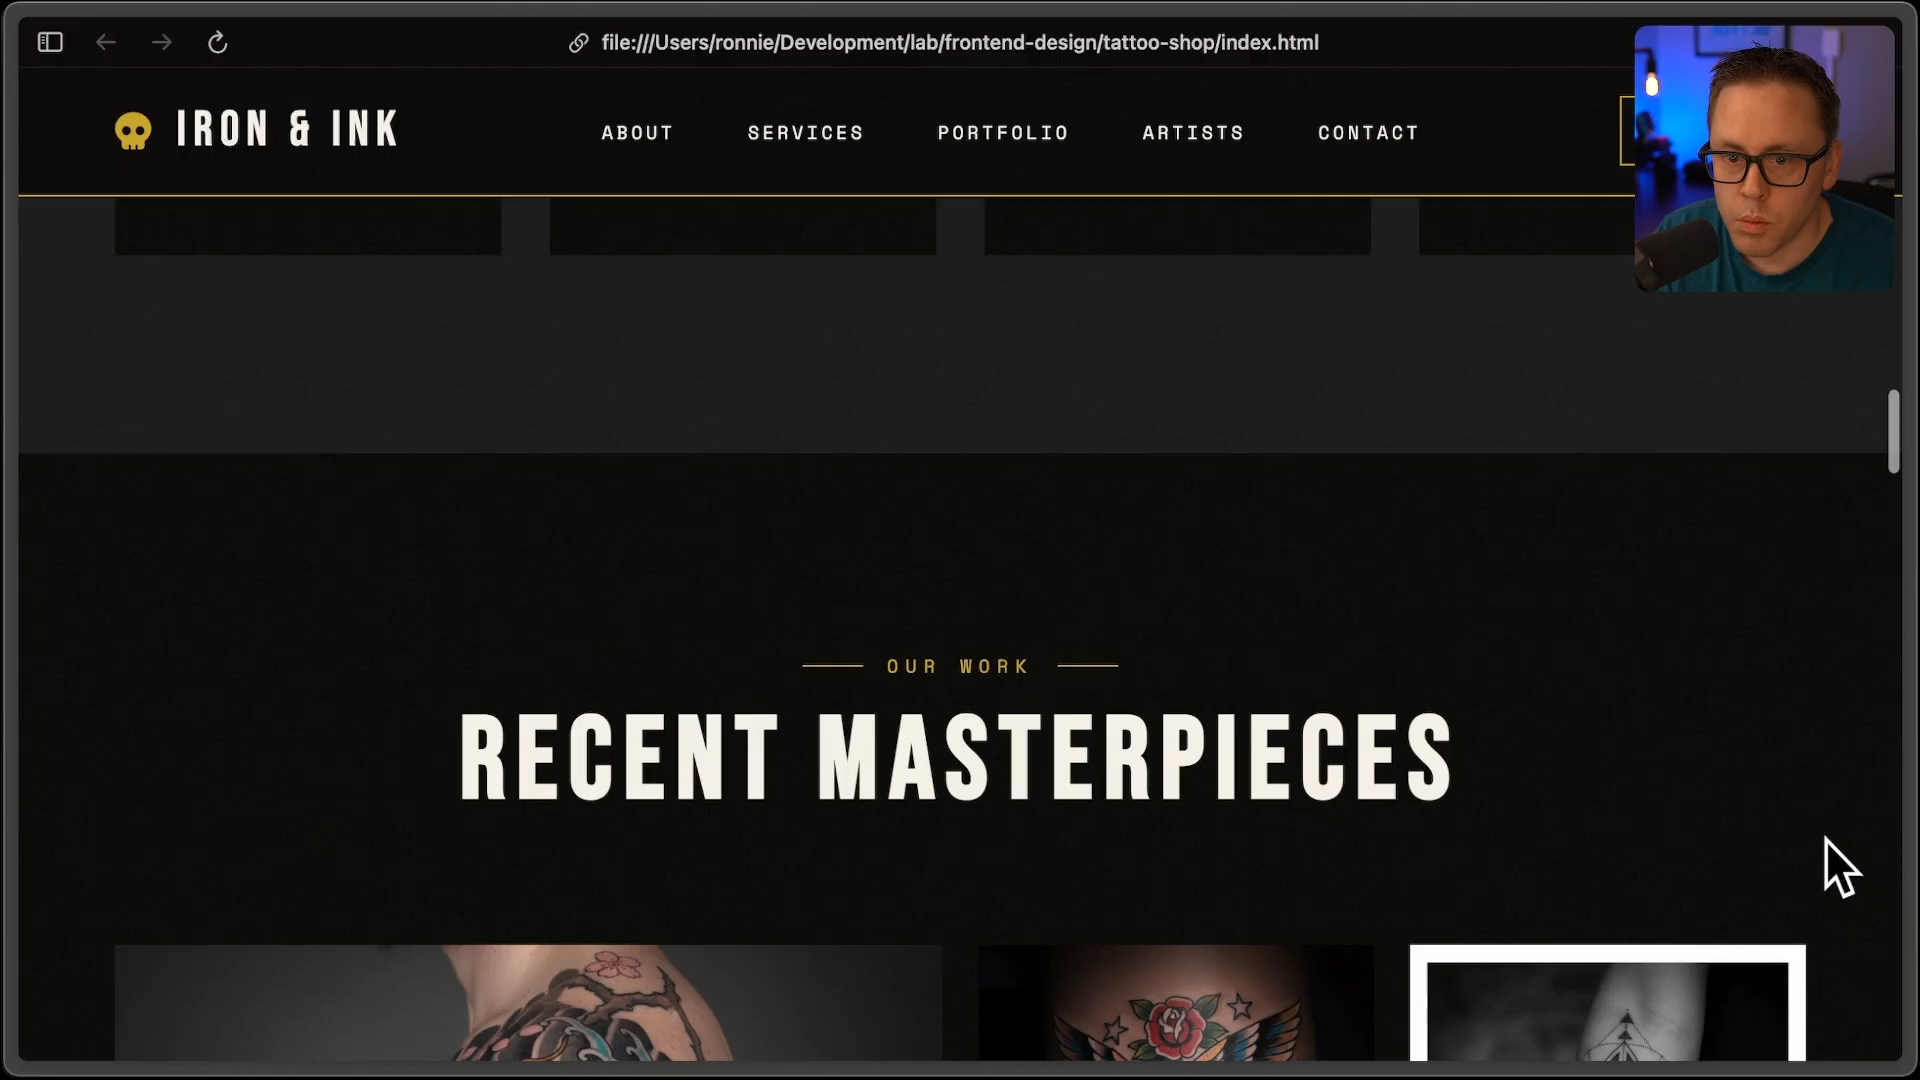 file:///Users/ronnie/Development/lab/frontend-design/tattoo-shop/index.html
IRON & INK
ABOUT
SERVICES
PORTFOLIO
ARTISTS
CONTACT
OUR WORK
RECENT MASTERPIECES